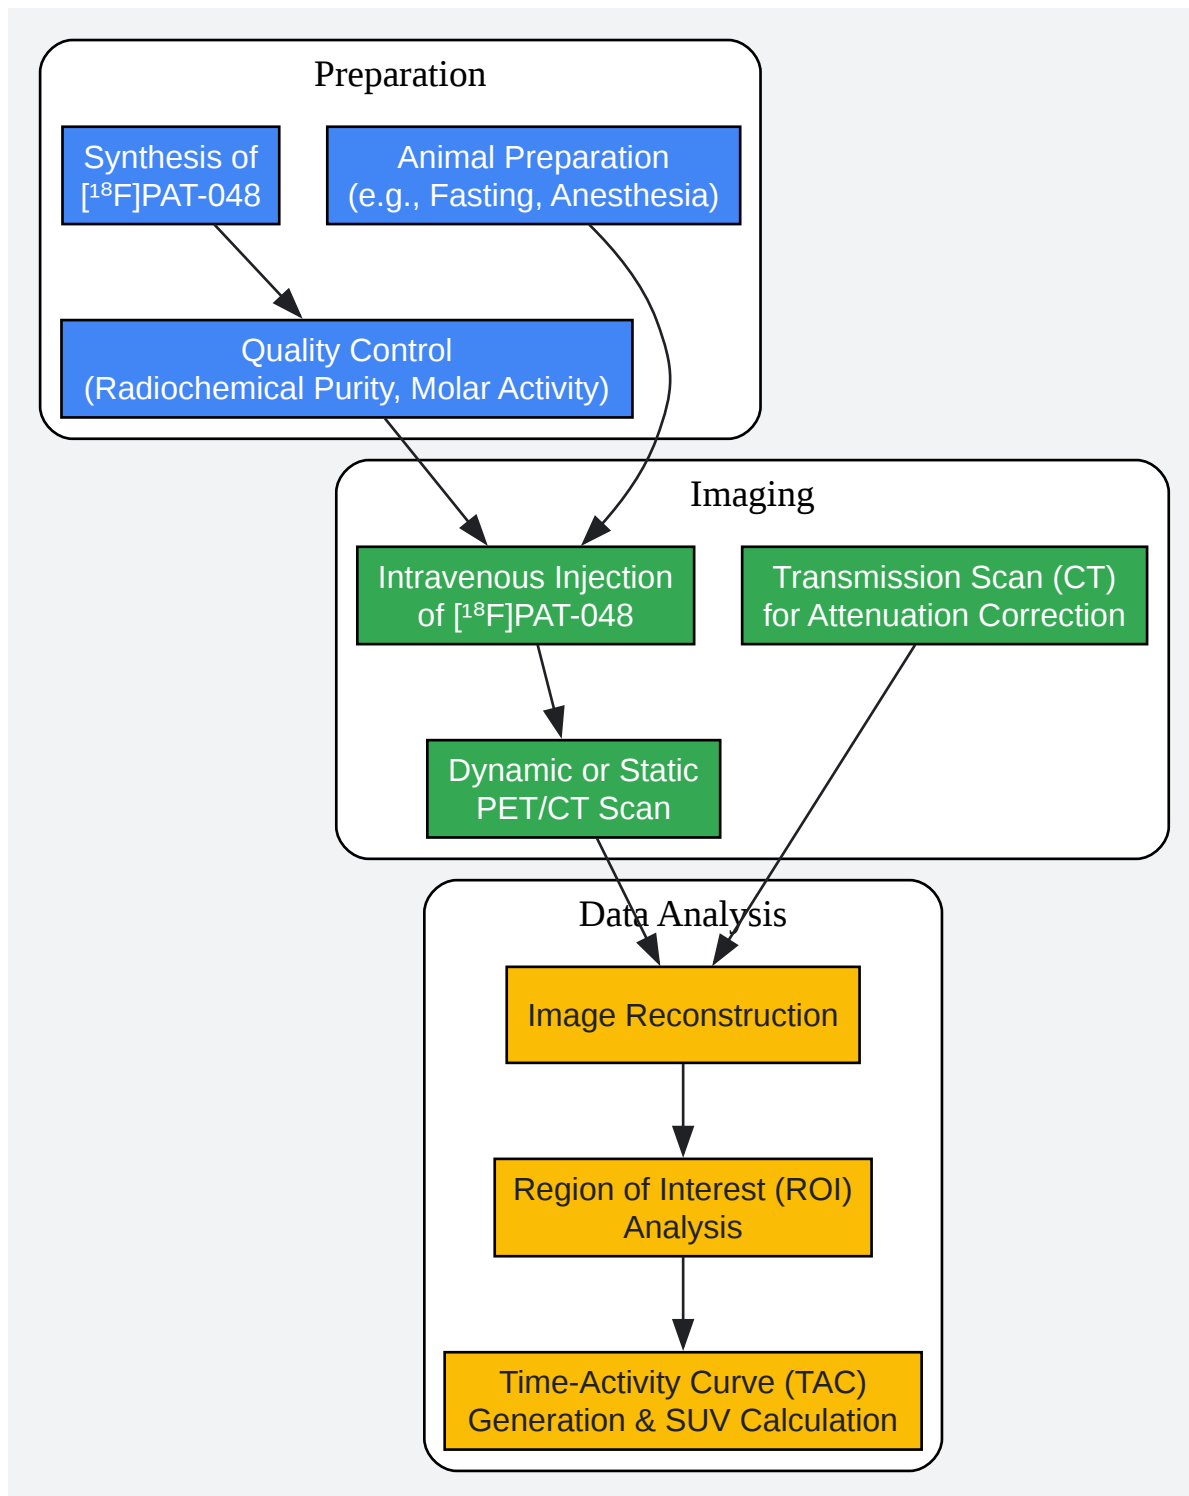 Preparation
Synthesis of
[¹⁸F]PAT-048
Animal Preparation
(e.g., Fasting, Anesthesia)
Quality Control
(Radiochemical Purity, Molar Activity)
Imaging
Intravenous Injection
of [¹⁸F]PAT-048
Transmission Scan (CT)
for Attenuation Correction
Dynamic or Static
PET/CT Scan
Data Analysis
Image Reconstruction
Region of Interest (ROI)
Analysis
Time-Activity Curve (TAC)
Generation & SUV Calculation